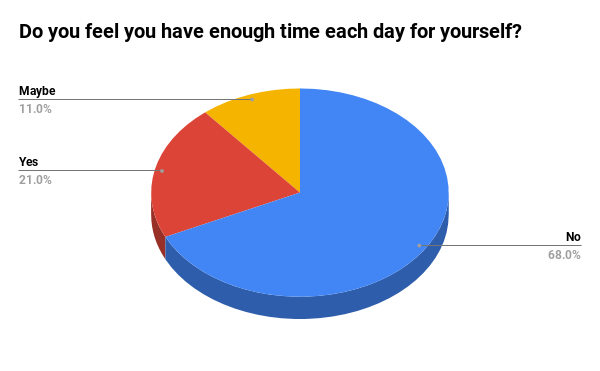 Do you feel you have enough time each day for yourself?
Maybe
11.0%
Yes
21.0%
No
68.0%